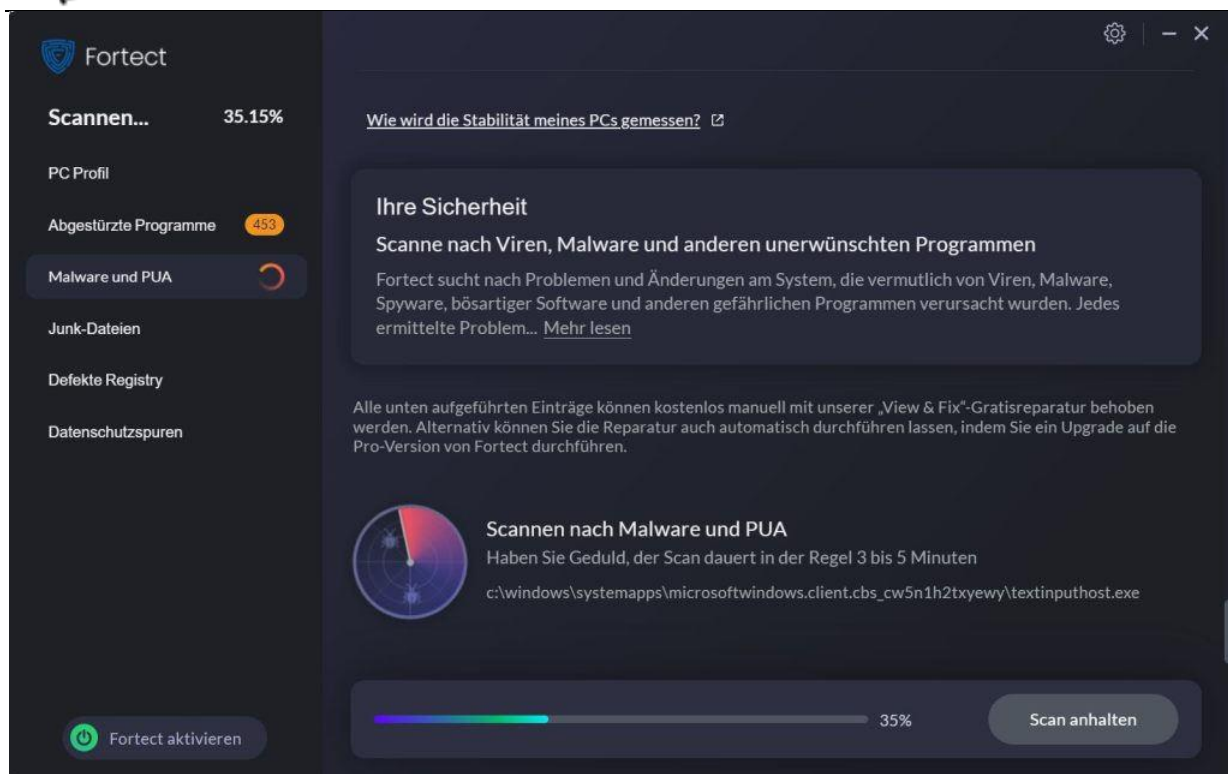 Fortect
Scannen... 35.15%
PC Profil
Abgestürzte Programme 453
Malware und PUA
Junk-Dateien
Defekte Registry
Datenschutzspuren
Fortect aktivieren
Wie wird die Stabilität meines PCs gemessen?
Ihre Sicherheit
Scanne nach Viren, Malware und anderen unerwünschten Programmen
Fortect sucht nach Problemen und Änderungen am System, die vermutlich von Viren, Malware,
Spyware, bösartiger Software und anderen gefährlichen Programmen verursacht wurden. Jedes
ermittelte Problem... Mehr lesen
Alle unten aufgeführten Einträge können kostenlos manuell mit unserer „View & Fix“-Gratisreparatur behoben
werden. Alternativ können Sie die Reparatur auch automatisch durchführen lassen, indem Sie ein Upgrade auf die
Pro-Version von Fortect durchführen.
Scannen nach Malware und PUA
Haben Sie Geduld, der Scan dauert in der Regel 3 bis 5 Minuten
c:\windows\systemapps\microsoftwindows.client.cbs_cw5n1h2txyewy\textinputhost.exe
35%
Scan anhalten